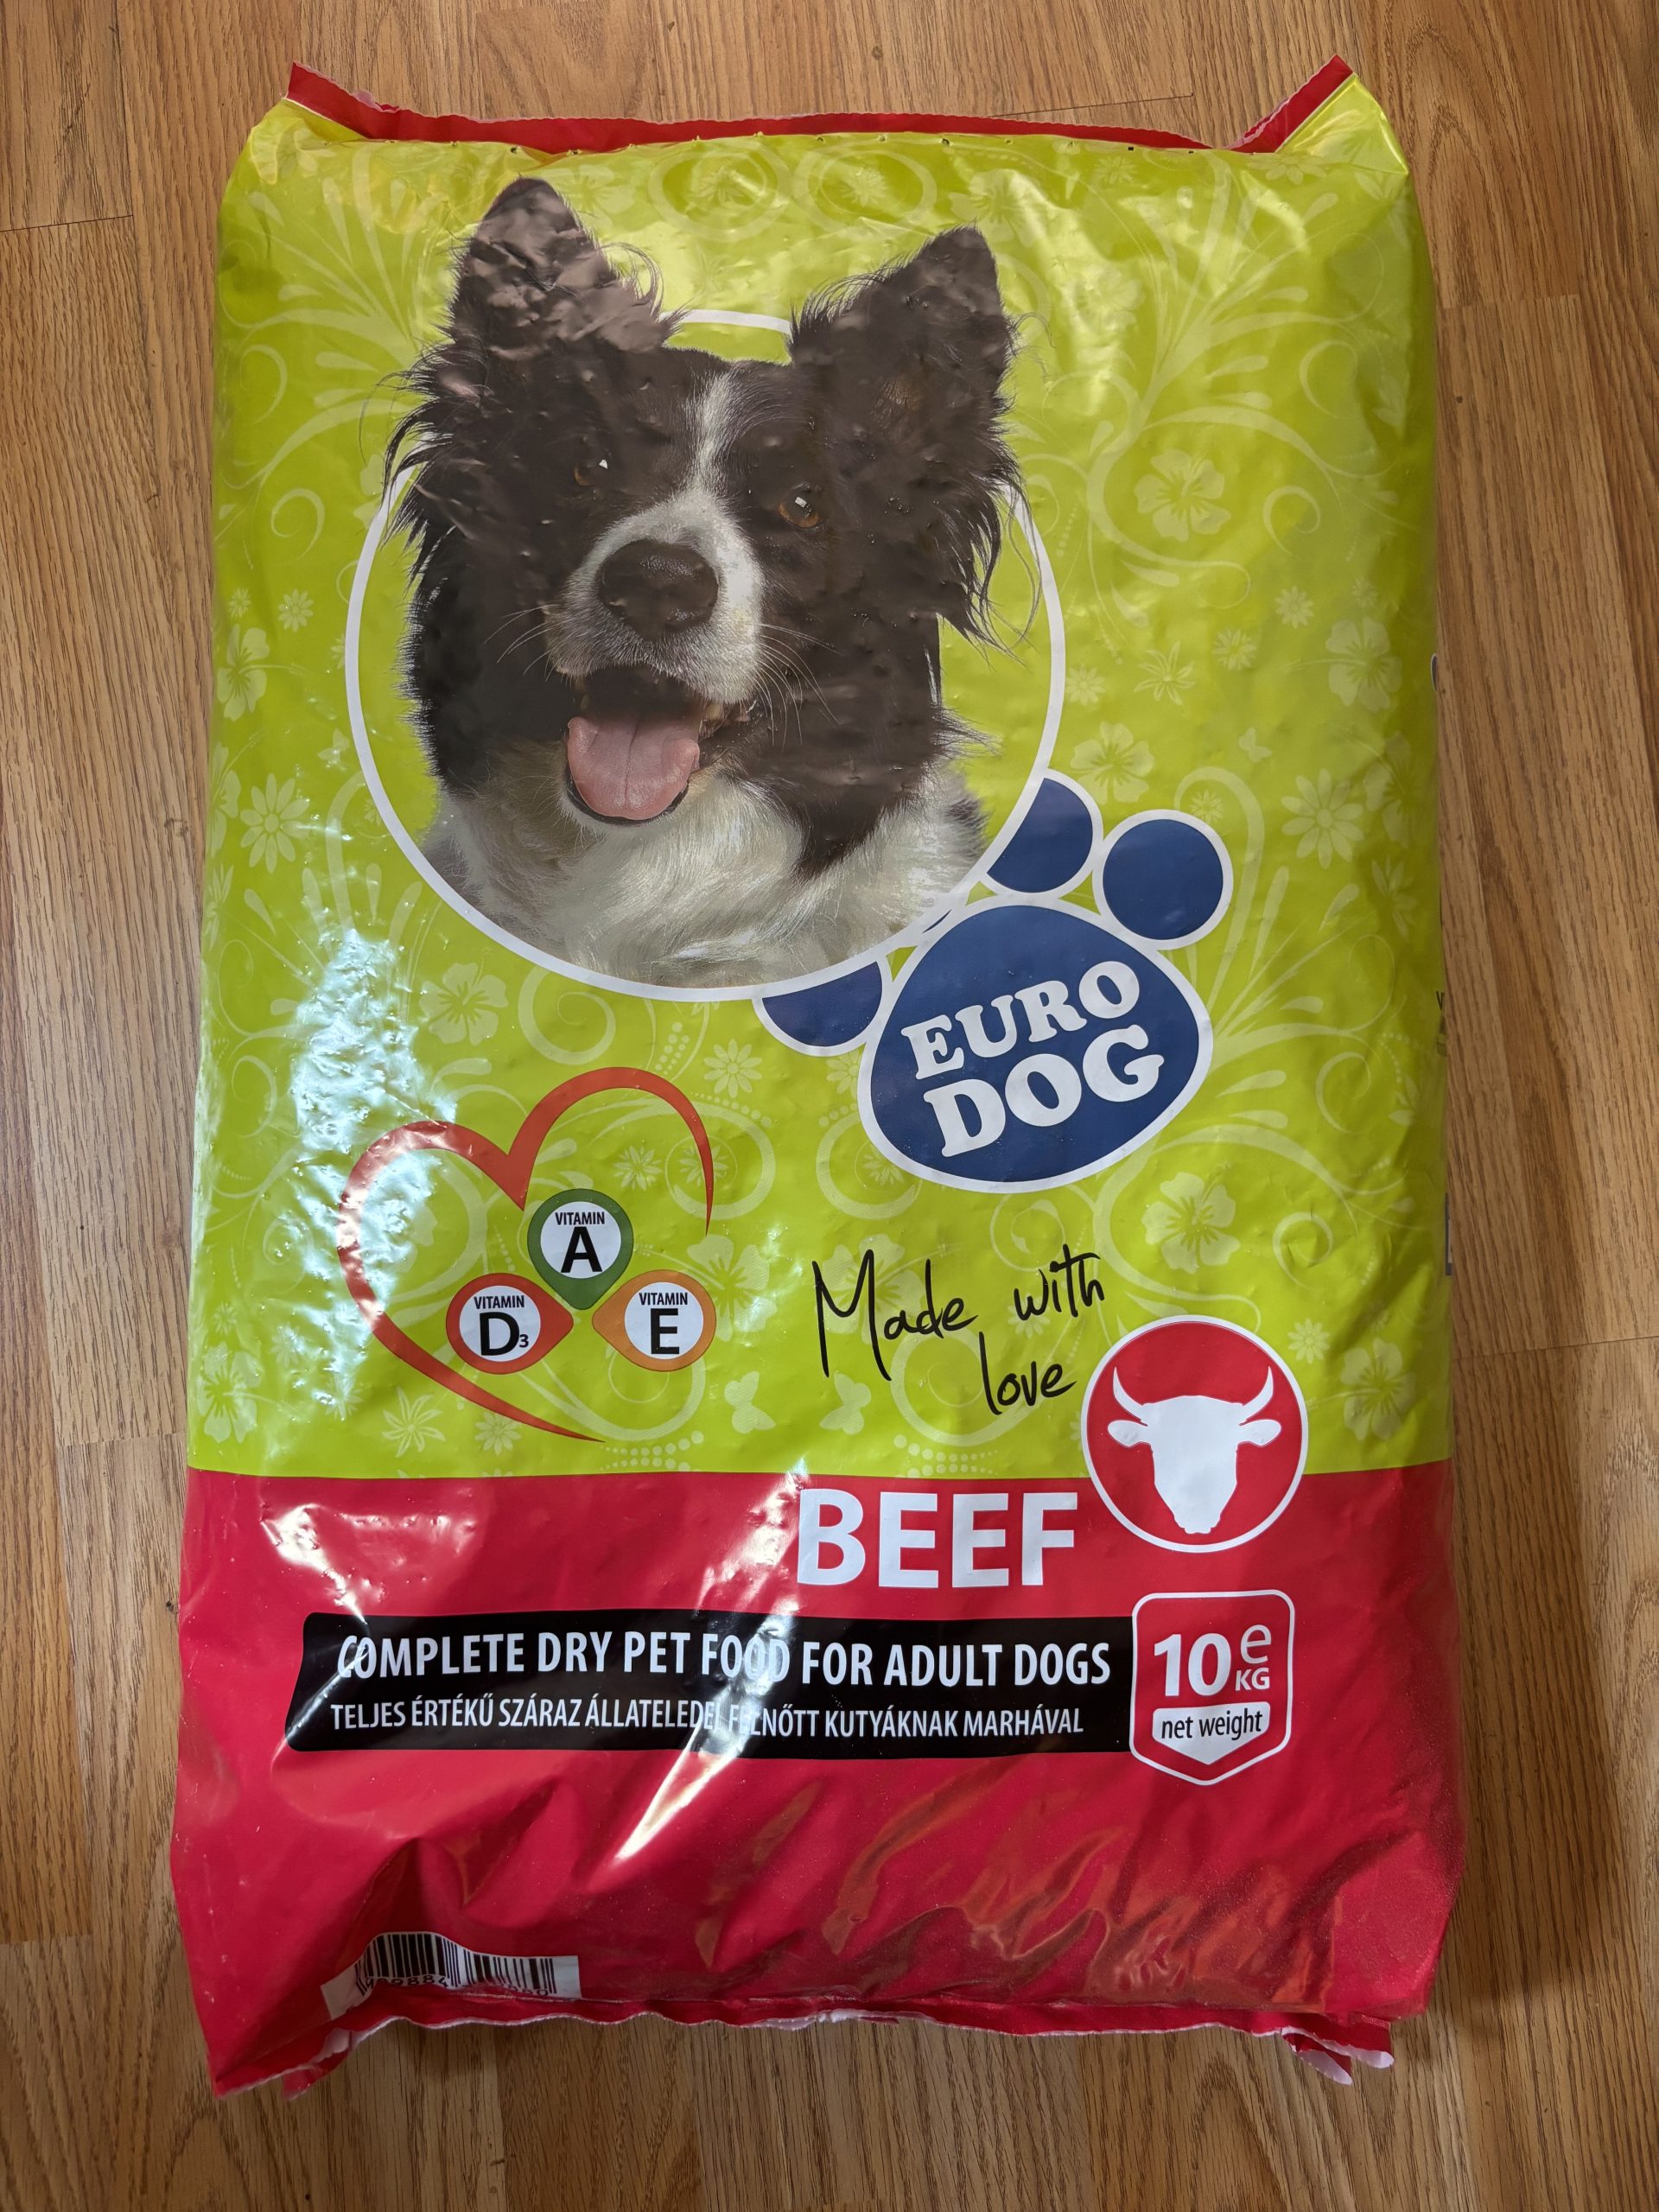 EURO
DOG
VITAMIN
A
VITAMIN
D3
VITAMIN
E
Made with
love
BEEF
COMPLETE DRY PET FOOD FOR ADULT DOGS
TELJES ÉRTÉKŰ SZÁRAZ ÁLLATELEDEL FELNŐTT KUTYÁKNAK MARHÁVAL
10 e
KG
net weight